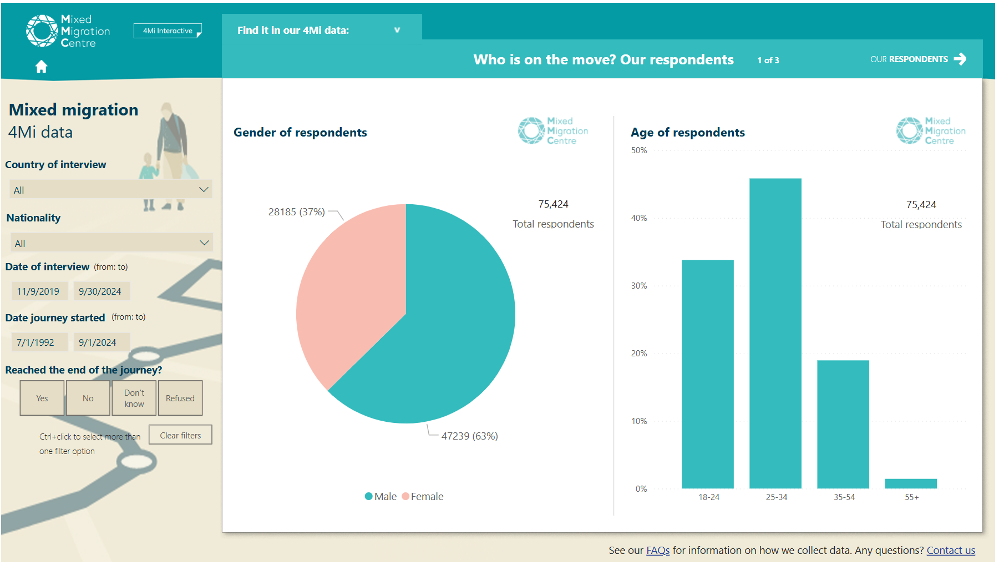 Mixed
Migration
Centre
4Mi Interactive
Find it in our 4Mi data:
v
Who is on the move? Our respondents
1 of 3
OUR RESPONDENTS
Mixed migration
4Mi data
Country of interview
All
Nationality
All
Date of interview (from: to)
11/9/2019 9/30/2024
Date journey started (from: to)
7/1/1992 9/1/2024
Reached the end of the journey?
Yes
No
Don't
know
Refused
Ctrl+click to select more than
one filter option
Clear filters
Gender of respondents
Mixed
Migration
Centre
75,424
Total respondents
28185 (37%)
47239 (63%)
Male Female
Age of respondents
Mixed
Migration
Centre
75,424
Total respondents
50%
40%
30%
20%
10%
0%
18-24 25-34 35-54 55+
See our FAQs for information on how we collect data. Any questions? Contact us